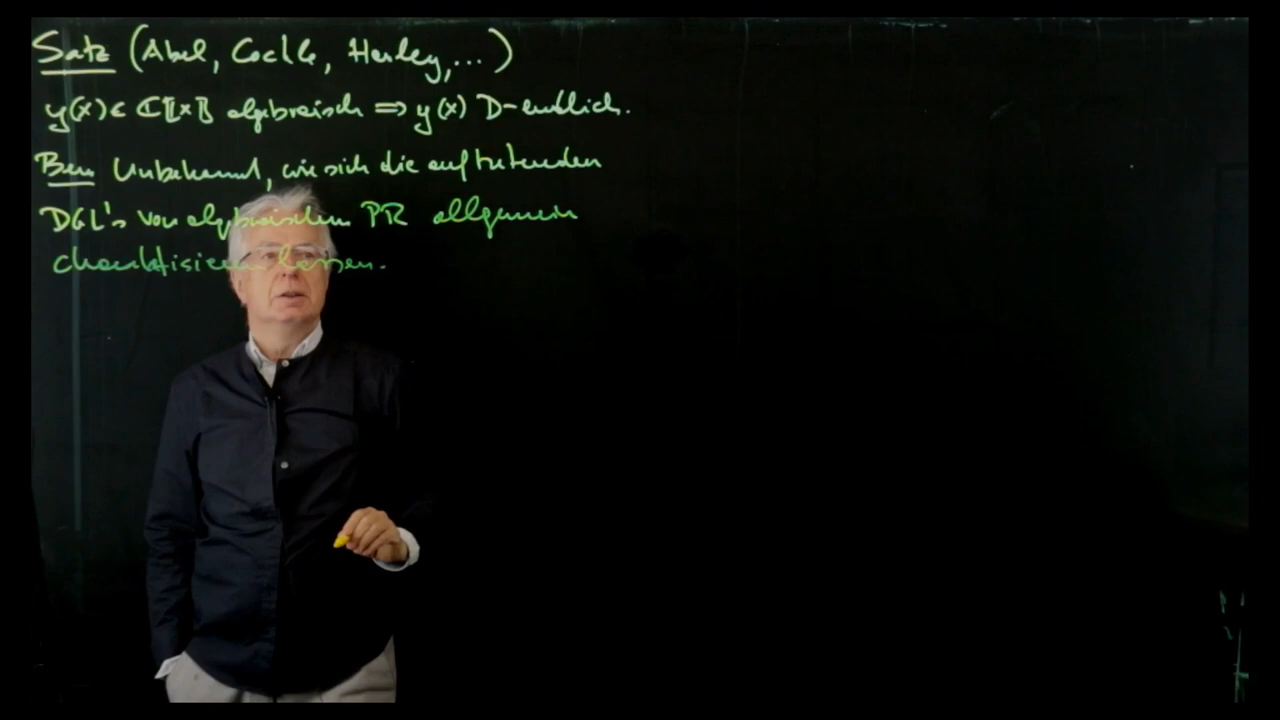 Satz (Abel, Cockle, Harley,...)
y(x) ∈ ℂ⟦x⟧ algebraisch ⟹ y(x) D-endlich.
Bem Unbekannt, wie sich die auftretenden
DGL's von algebraischen PR allgemein
charakterisieren lassen.